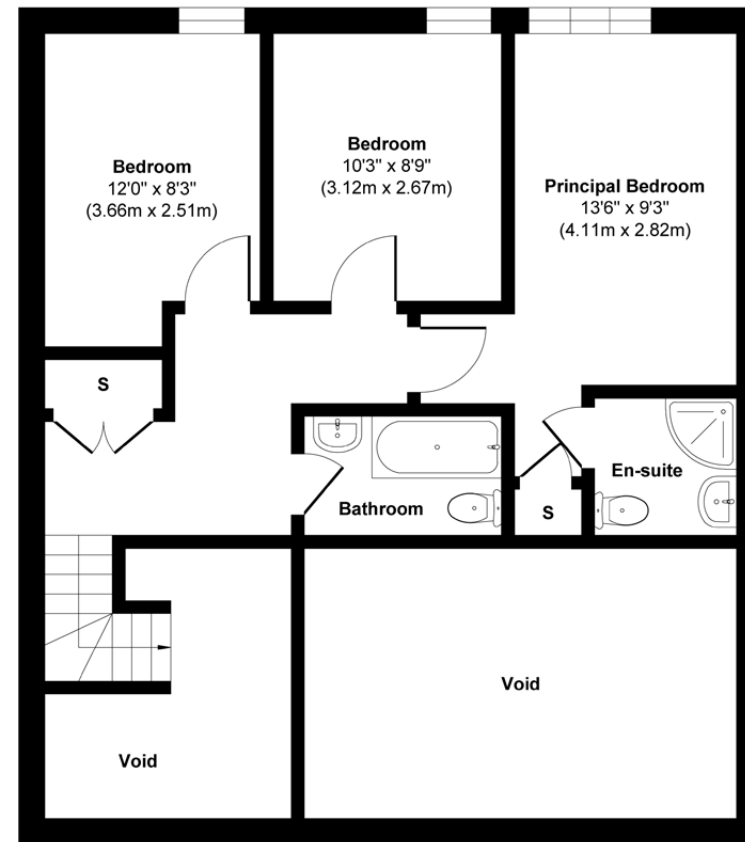 Bedroom
12'0" x 8'3"
(3.66m x 2.51m)
Bedroom
10'3" x 8'9"
(3.12m x 2.67m)
Principal Bedroom
13'6" x 9'3"
(4.11m x 2.82m)
S
Bathroom
S
En-suite
Void
Void